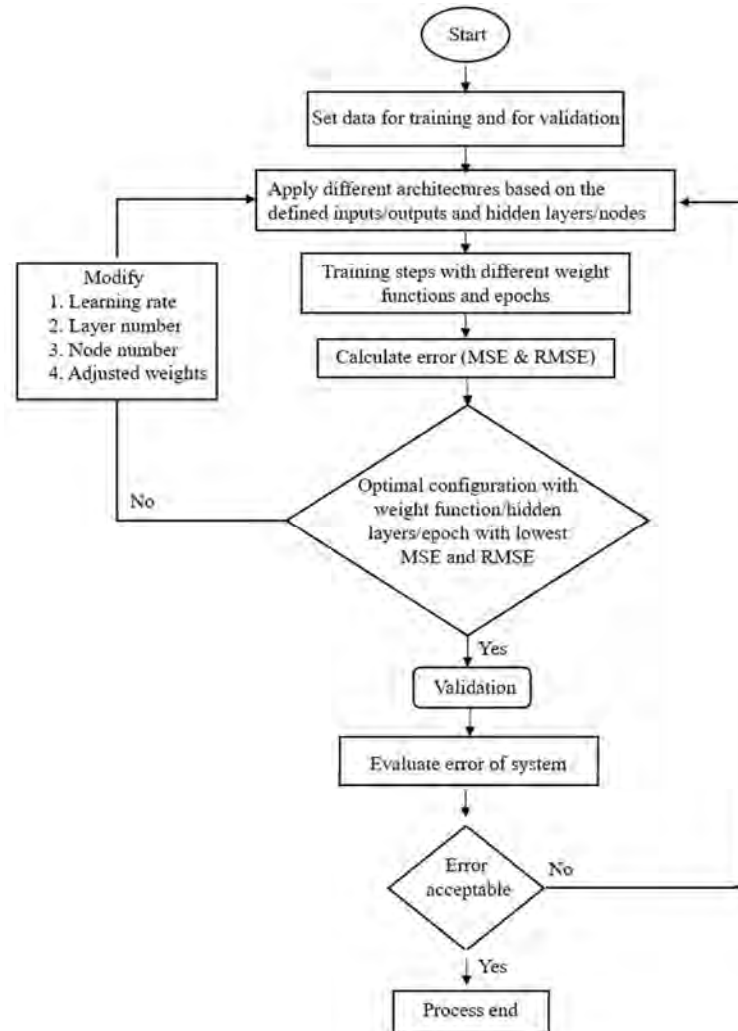 Start
Set data for training and for validation
Apply different architectures based on the
defined inputs/outputs and hidden layers/nodes
Training steps with different weight
functions and epochs
Modify
1. Learning rate
2. Layer number
3. Node number
4. Adjusted weights
Calculate error (MSE & RMSE)
Optimal configuration with
weight function/hidden
layers/epoch with lowest
MSE and RMSE
No
Yes
Validation
Evaluate error of system
Error
acceptable
No
Yes
Process end